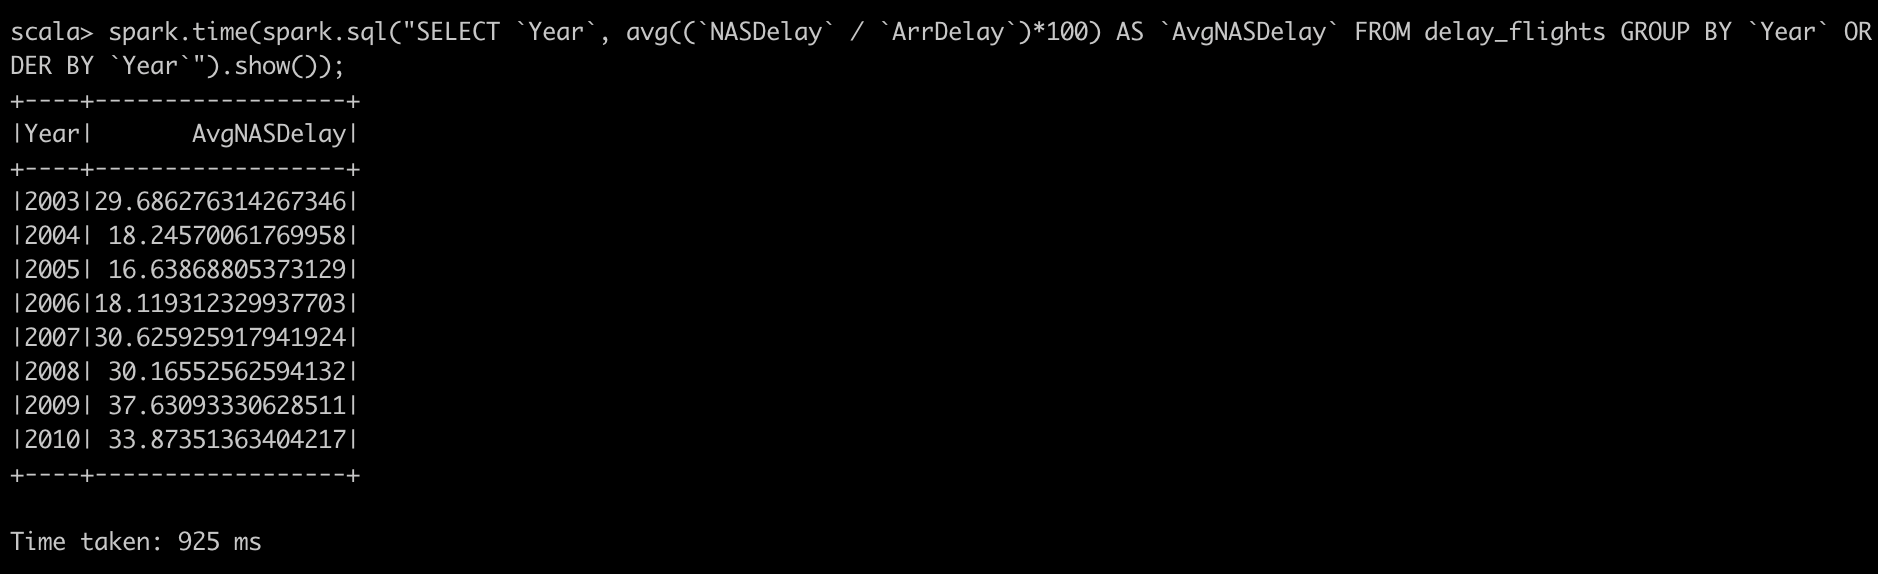 scala> spark.time(spark.sql("SELECT `Year`, avg((`NASDelay` / `ArrDelay`)*100) AS `AvgNASDelay` FROM delay_flights GROUP BY `Year` OR
DER BY `Year`").show());
+----+------------------+
|Year|       AvgNASDelay|
+----+------------------+
|2003|29.686276314267346|
|2004| 18.24570061769958|
|2005| 16.63868805373129|
|2006|18.119312329937703|
|2007|30.625925917941924|
|2008| 30.16552562594132|
|2009| 37.63093330628511|
|2010| 33.87351363404217|
+----+------------------+
Time taken: 925 ms